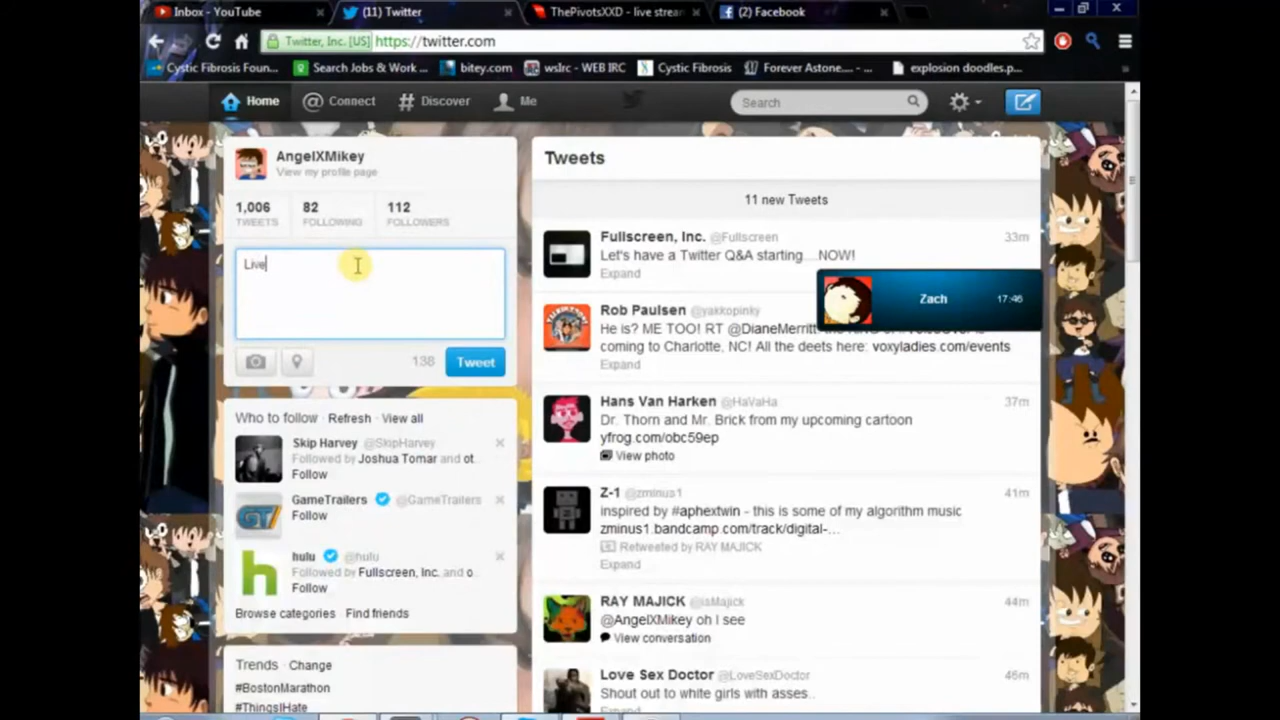 Inbox - YouTube
(11) Twitter
ThePivotsXXD - live strean
(2) Facebook
Twitter, Inc. [US] https://twitter.com
Cystic Fibrosis Foun...
Search Jobs & Work ...
bitey.com
wsIrc - WEB IRC
Cystic Fibrosis
Forever Astone.... - ...
explosion doodles.p...
Home
@ Connect
# Discover
Me
Search
AngelXMikey
View my profile page
1,006
TWEETS
82
FOLLOWING
112
FOLLOWERS
Live
138
Tweet
Who to follow · Refresh · View all
Skip Harvey @SkipHarvey
Followed by Joshua Tomar and ot.
Follow
GameTrailers @GameTrailers
Follow
hulu @hulu
Followed by Fullscreen, Inc. and o
Follow
Browse categories · Find friends
Trends · Change
#BostonMarathon
#ThingsIHate
Tweets
11 new Tweets
Fullscreen, Inc. @Fullscreen
33m
Let's have a Twitter Q&A starting....NOW!
Expand
Zach
17:46
Rob Paulsen @yakkopinky
He is? ME TOO! RT @DianeMerritt
coming to Charlotte, NC! All the deets here: voxyladies.com/events
Expand
Hans Van Harken @HaVaHa
37m
Dr. Thorn and Mr. Brick from my upcoming cartoon
yfrog.com/obc59ep
View photo
Z-1 @zminus1
41m
inspired by #aphextwin - this is some of my algorithm music
zminus1.bandcamp.com/track/digital-...
Retweeted by RAY MAJICK
Expand
RAY MAJICK @isMajick
44m
@AngelXMikey oh I see
View conversation
Love Sex Doctor @LoveSexDoctor
46m
Shout out to white girls with asses..